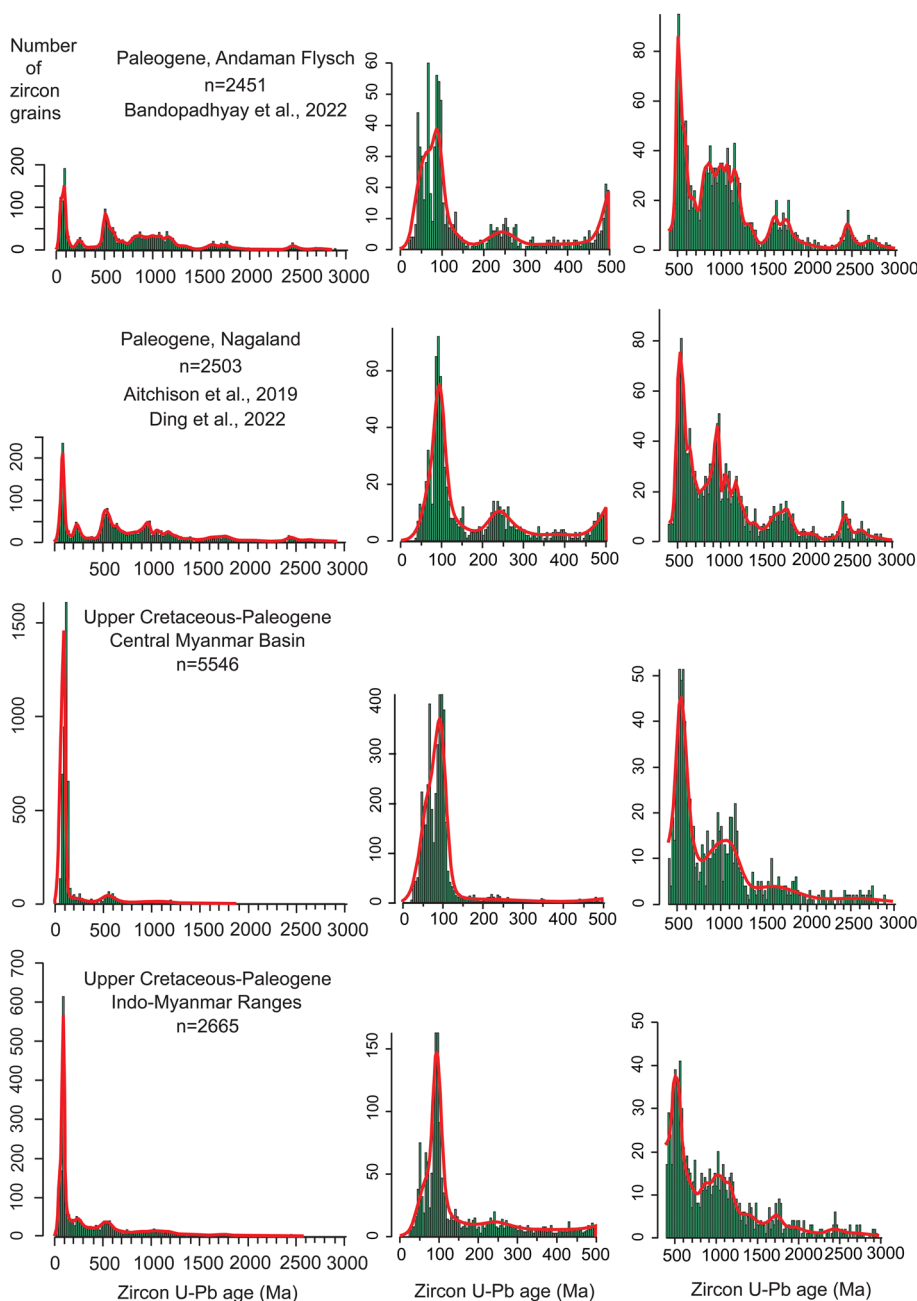 Number
of
zircon
grains
Paleogene, Andaman Flysch
n=2451
Bandopadhyay et al., 2022
0 100 200
0 500 1000 1500 2000 2500 3000
0 10 20 30 40 50 60
0 100 200 300 400 500
0 20 40 60 80
500 1000 1500 2000 2500 3000
Paleogene, Nagaland
n=2503
Aitchison et al., 2019
Ding et al., 2022
0 100 200
500 1000 1500 2000 2500 3000
0 20 40 60
0 100 200 300 400 500
0 20 40 60 80
500 1000 1500 2000 2500 3000
Upper Cretaceous-Paleogene
Central Myanmar Basin
n=5546
0 500 1000 1500
0 500 1000 1500 2000 2500 3000
0 100 200 300 400
0 100 200 300 400 500
0 10 20 30 40 50
500 1000 1500 2000 2500 3000
Upper Cretaceous-Paleogene
Indo-Myanmar Ranges
n=2665
0 100 200 300 400 500 600 700
0 500 1000 1500 2000 2500 3000
0 50 100 150
0 100 200 300 400 500
0 10 20 30 40 50
500 1000 1500 2000 2500 3000
Zircon U-Pb age (Ma)
Zircon U-Pb age (Ma)
Zircon U-Pb age (Ma)